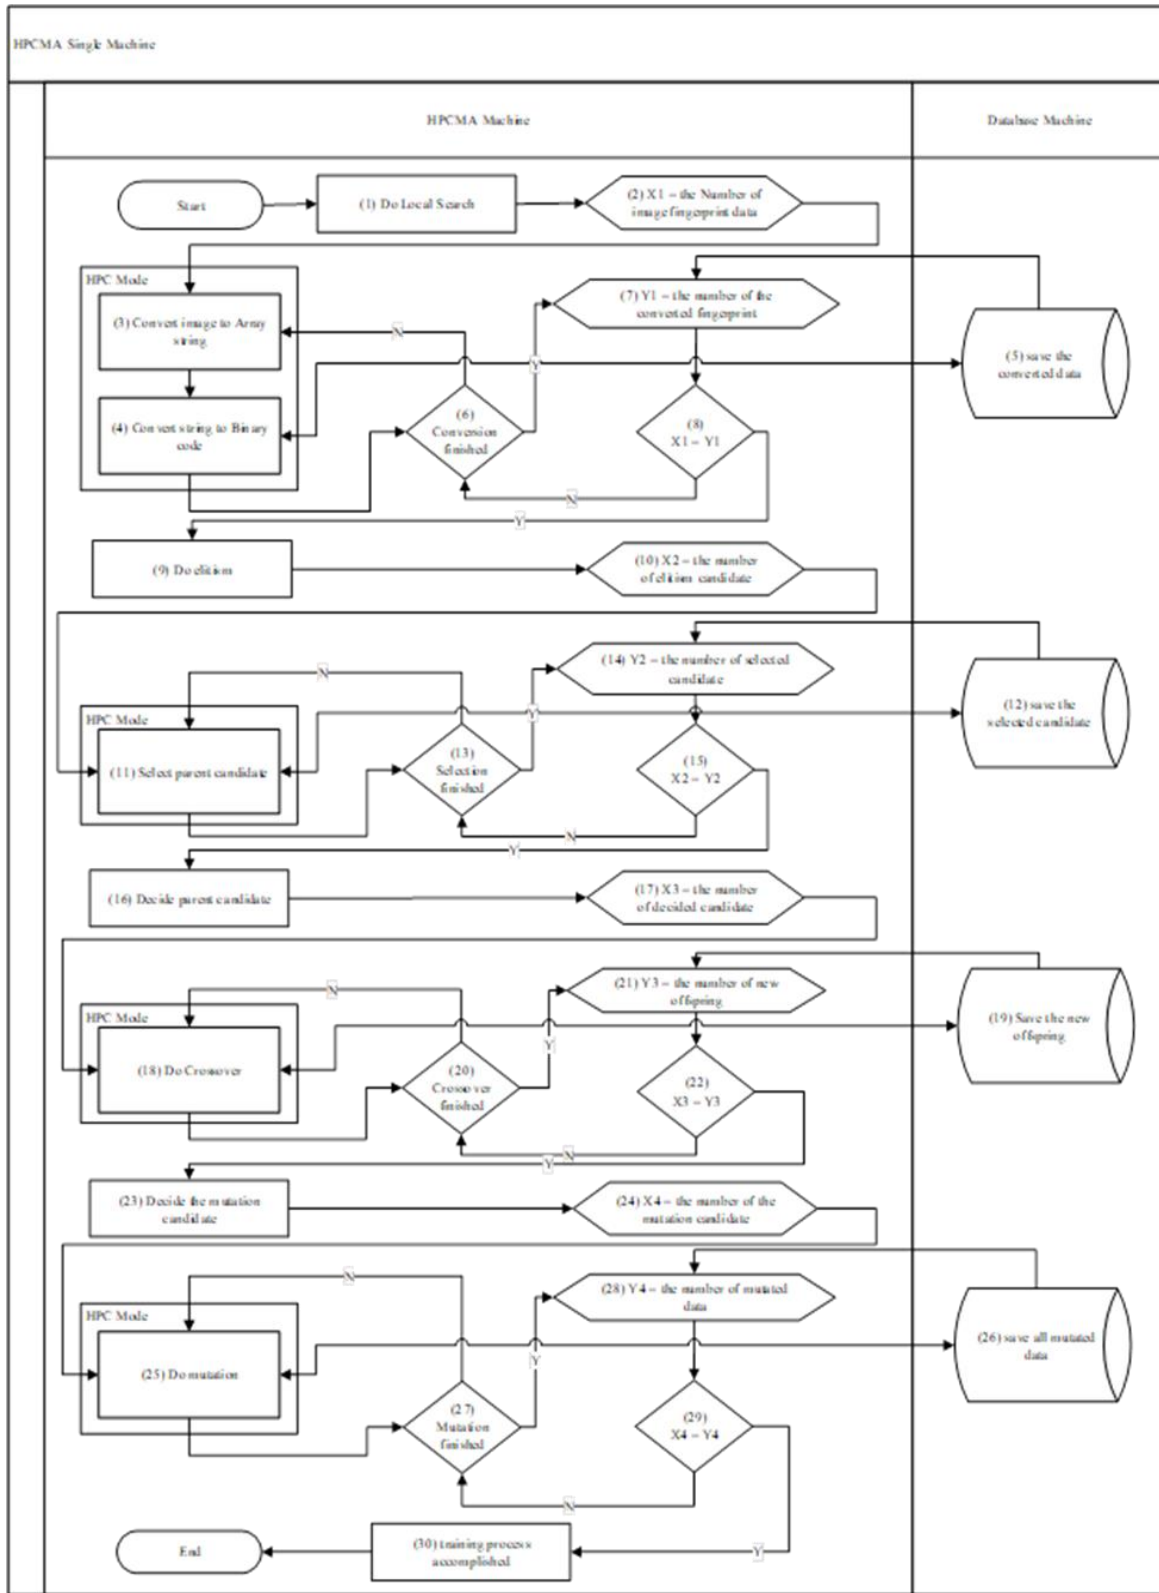 HPCMA Single Machine
HPCMA Machine
Database Machine
Start
(1) Do Local Search
(2) X1 – the Number of
image fingerprint data
HPC Mode
(3) Convert image to Array
string
N
(7) Y1 – the number of the
converted fingerprint
Y
(5) save the
converted data
(4) Convert string to Binary
code
(6)
Conversion
finished
(8)
X1 – Y1
N
Y
(9) Do elitism
(10) X2 – the number
of elitism candidate
N
(14) Y2 – the number of selected
candidate
HPC Mode
Y
(12) save the
selected candidate
(11) Select parent candidate
(13)
Selection
finished
(15)
X2 – Y2
N
Y
(16) Decide parent candidate
(17) X3 – the number
of decided candidate
N
(21) Y3 – the number of new
offspring
HPC Mode
Y
(19) Save the new
offspring
(18) Do Crossover
(20)
Crossover
finished
(22)
X3 – Y3
N
Y
(23) Decide the mutation
candidate
(24) X4 – the number of the
mutation candidate
N
(28) Y4 – the number of mutated
data
HPC Mode
Y
(26) save all mutated
data
(25) Do mutation
(27)
Mutation
finished
(29)
X4 – Y4
N
End
(30) training process
accomplished
Y